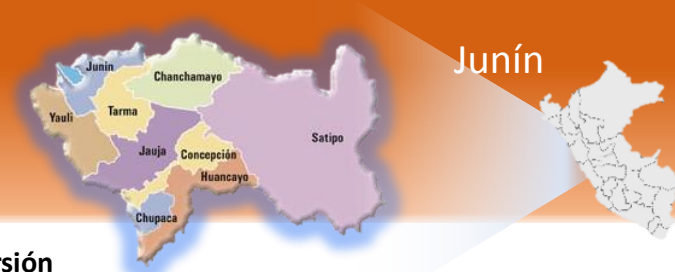 Junín
Junín
Chanchamayo
Yauli
Tarma
Satipo
Jauja
Concepción
Huancayo
Chupaca